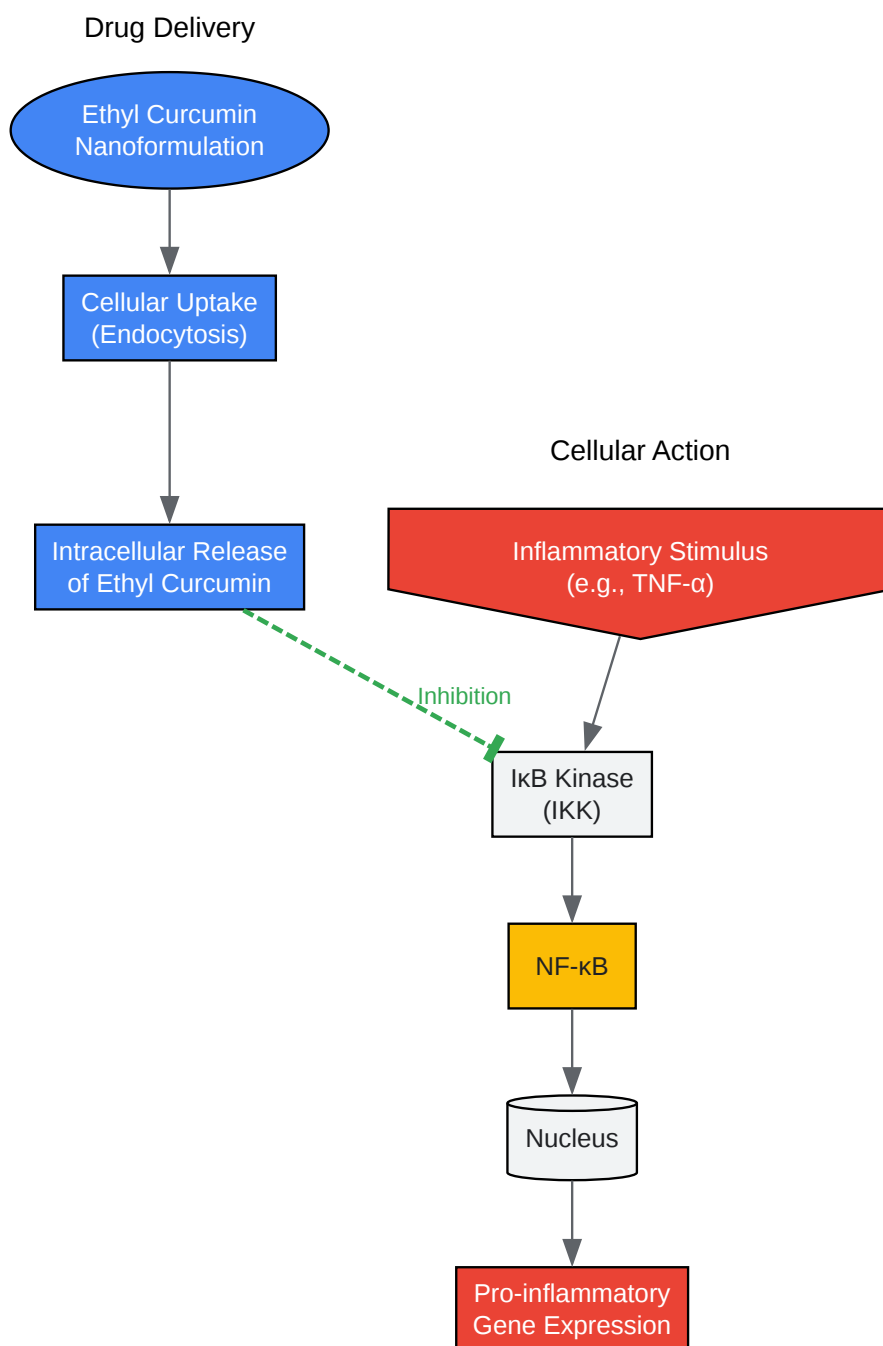 Drug Delivery
Ethyl Curcumin
Nanoformulation
Cellular Uptake
(Endocytosis)
Intracellular Release
of Ethyl Curcumin
Cellular Action
Inflammatory Stimulus
(e.g., TNF-α)
Inhibition
IκB Kinase
(IKK)
NF-κB
Nucleus
Pro-inflammatory
Gene Expression